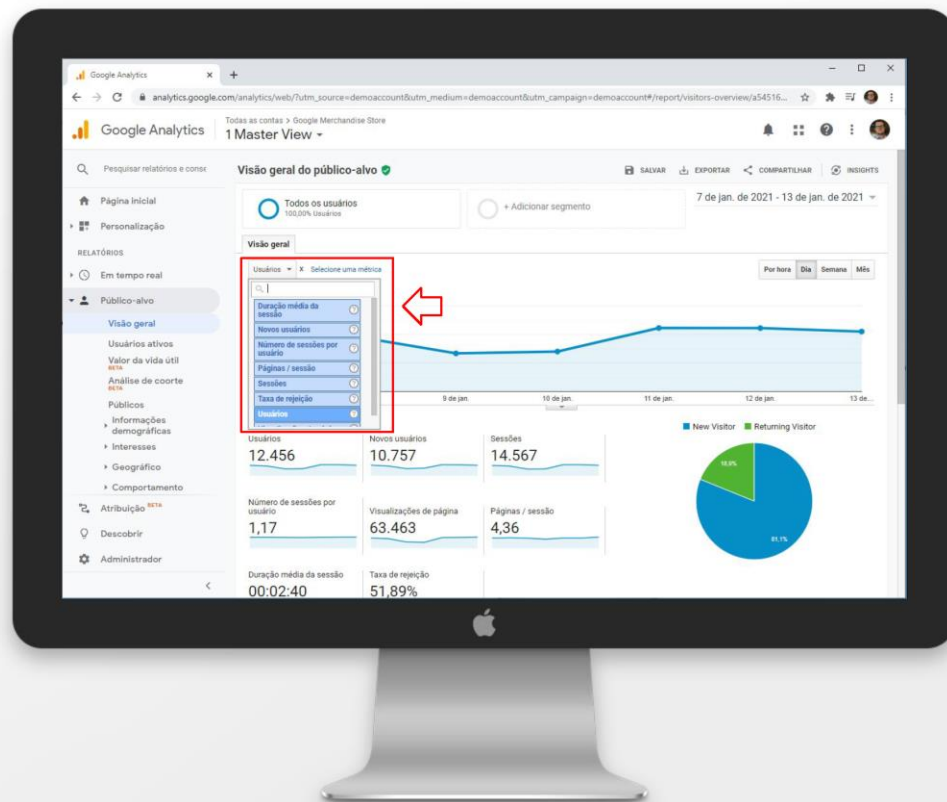 Google Analytics
analytics.google.com/analytics/web/?utm_source=demoaccount&utm_medium=demoaccount&utm_campaign=demoaccount#/report/visitors-overview/a54516...
Google Analytics
Todas as contas > Google Merchandise Store
1 Master View
Pesquisar relatórios e conse
Página inicial
Personalização
RELATÓRIOS
Em tempo real
Público-alvo
Visão geral
Usuários ativos
Valor da vida útil
BETA
Análise de coorte
BETA
Públicos
Informações
demográficas
Interesses
Geográfico
Comportamento
Atribuição BETA
Descobrir
Administrador
Visão geral do público-alvo
SALVAR EXPORTAR COMPARTILHAR INSIGHTS
Todos os usuários
100,00% Usuários
+ Adicionar segmento
7 de jan. de 2021 - 13 de jan. de 2021
Visão geral
Usuários X Selecione uma métrica
Por hora Dia Semana Mês
Duração média da
sessão
Novos usuários
Número de sessões por
usuário
Páginas / sessão
Sessões
Taxa de rejeição
Usuários
9 de jan. 10 de jan. 11 de jan. 12 de jan. 13 de...
New Visitor Returning Visitor
Usuários
12.456
Novos usuários
10.757
Sessões
14.567
Número de sessões por
usuário
1,17
Visualizações de página
63.463
Páginas / sessão
4,36
Duração média da sessão
00:02:40
Taxa de rejeição
51,89%
18,9%
81,1%